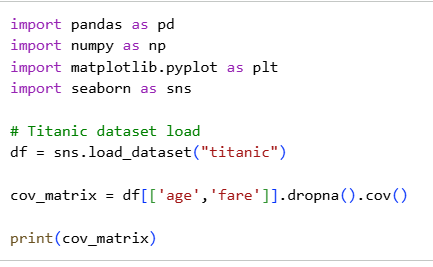 import pandas as pd
import numpy as np
import matplotlib.pyplot as plt
import seaborn as sns
# Titanic dataset load
df = sns.load_dataset("titanic")
cov_matrix = df[['age','fare']].dropna().cov()
print(cov_matrix)